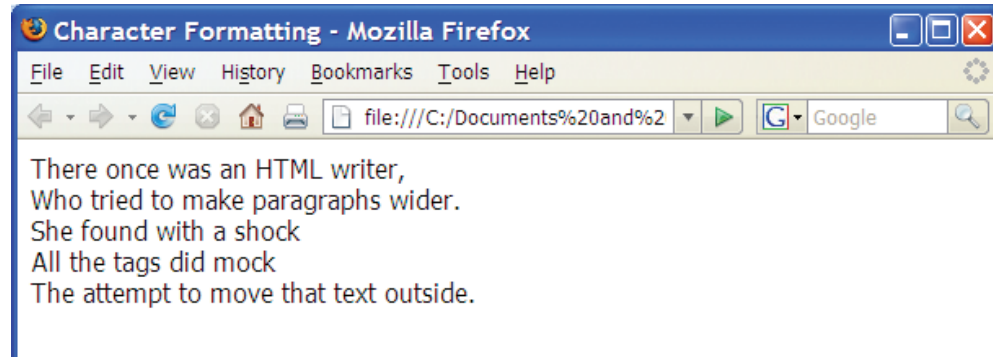 Character Formatting - Mozilla Firefox
File Edit View History Bookmarks Tools Help
file:///C:/Documents%20and%2 G Google
There once was an HTML writer,
Who tried to make paragraphs wider.
She found with a shock
All the tags did mock
The attempt to move that text outside.